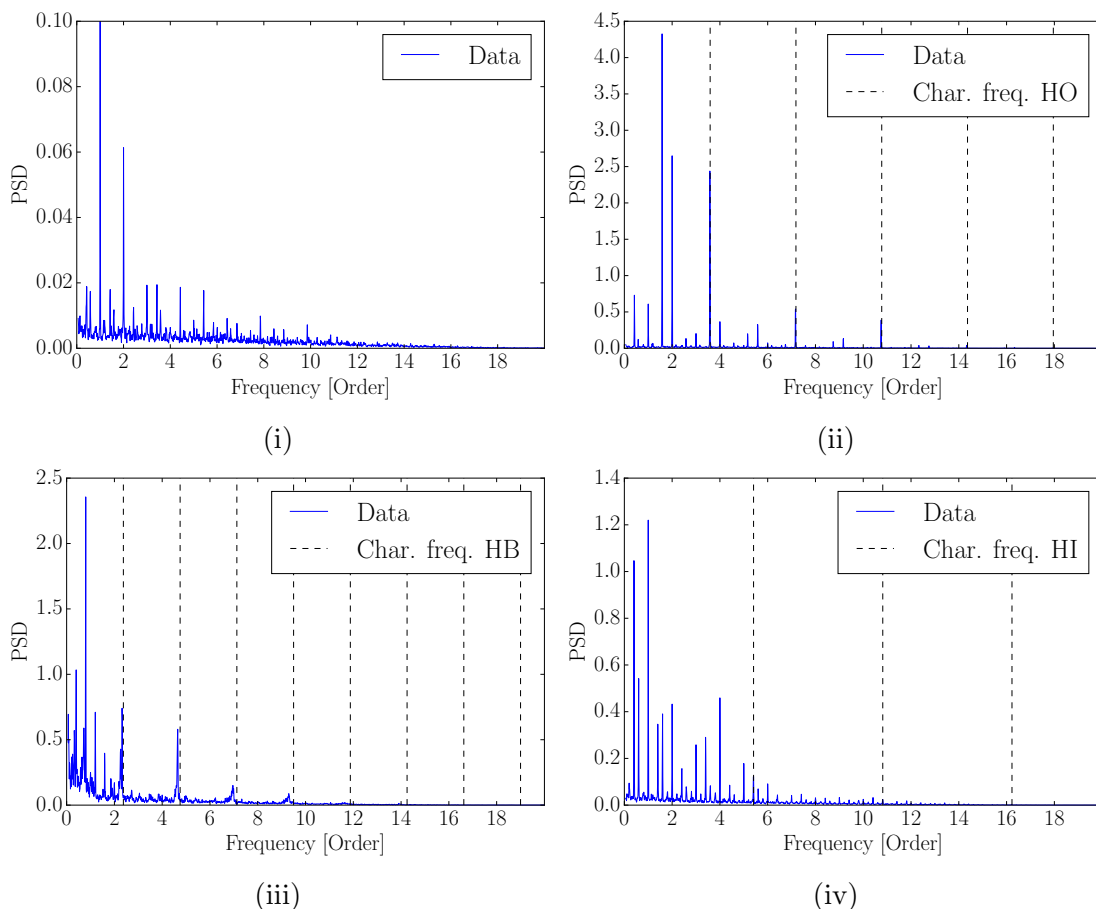 0.10
0.08
0.06
0.04
0.02
0.00
PSD
0 2 4 6 8 10 12 14 16 18
Frequency [Order]
Data
(i)
4.5
4.0
3.5
3.0
2.5
2.0
1.5
1.0
0.5
0.0
PSD
0 2 4 6 8 10 12 14 16 18
Frequency [Order]
Data
Char. freq. HO
(ii)
2.5
2.0
1.5
1.0
0.5
0.0
PSD
0 2 4 6 8 10 12 14 16 18
Frequency [Order]
Data
Char. freq. HB
(iii)
1.4
1.2
1.0
0.8
0.6
0.4
0.2
0.0
PSD
0 2 4 6 8 10 12 14 16 18
Frequency [Order]
Data
Char. freq. HI
(iv)